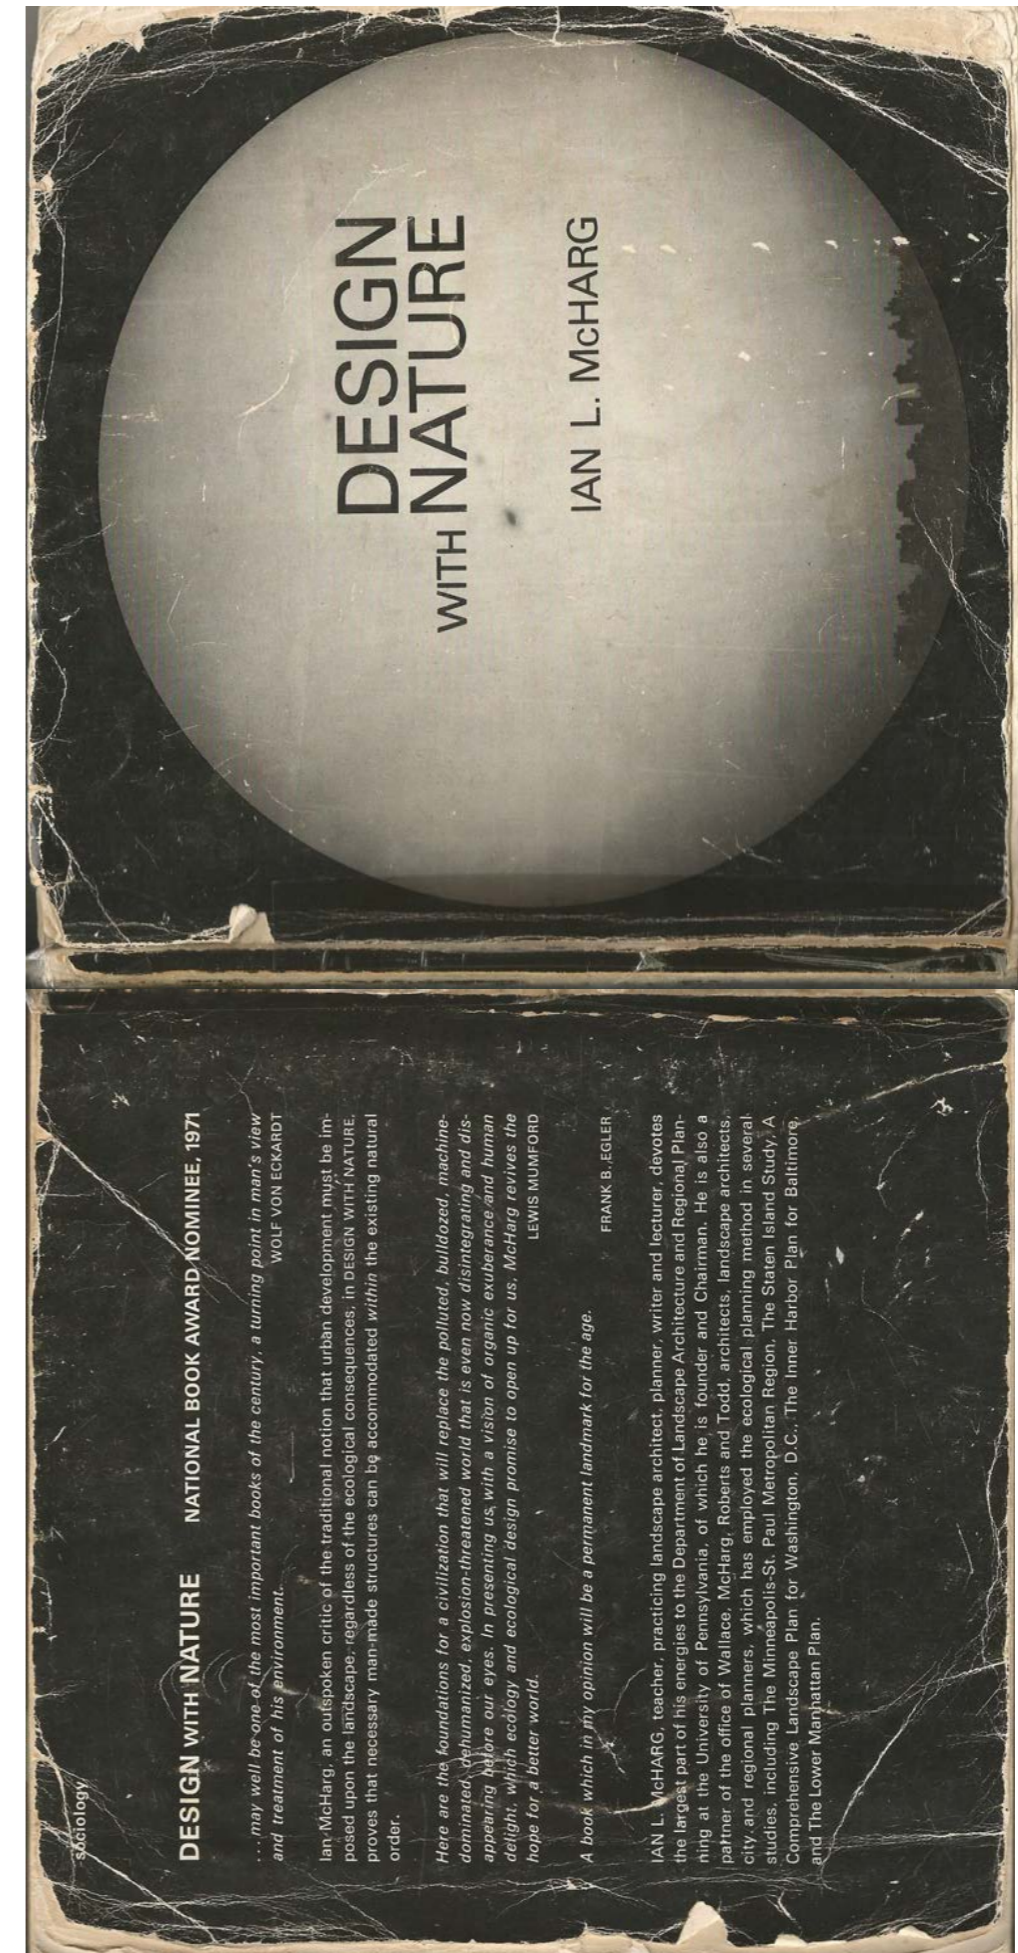 DESIGN
WITH NATURE
IAN L. McHARG
sociology
DESIGN WITH NATURE NATIONAL BOOK AWARD NOMINEE, 1971
...may well be one of the most important books of the century, a turning point in man's view
and treatment of his environment.
WOLF VON ECKARDT
Ian McHarg, an outspoken critic of the traditional notion that urban development must be im-
posed upon the landscape, regardless of the ecological consequences, in DESIGN WITH NATURE,
proves that necessary man-made structures can be accommodated within the existing natural
order.
Here are the foundations for a civilization that will replace the polluted, bulldozed, machine-
dominated, dehumanized, explosion-threatened world that is even now disintegrating and dis-
appearing before our eyes. In presenting us with a vision of organic exuberance and human
delight, which ecology and ecological design promise to open up for us, McHarg revives the
hope for a better world.
LEWIS MUMFORD
A book which in my opinion will be a permanent landmark for the age.
FRANK B. EGLER
IAN L. McHARG, teacher, practicing landscape architect, planner, writer and lecturer, devotes
the largest part of his energies to the Department of Landscape Architecture and Regional Plan-
ning at the University of Pennsylvania, of which he is founder and Chairman. He is also a
partner of the office of Wallace, McHarg, Roberts and Todd, architects, landscape architects,
city and regional planners, which has employed the ecological planning method in several
studies, including The Minneapolis-St. Paul Metropolitan Region, The Staten Island Study, A
Comprehensive Landscape Plan for Washington, D.C., The Inner Harbor Plan for Baltimore,
and The Lower Manhattan Plan.